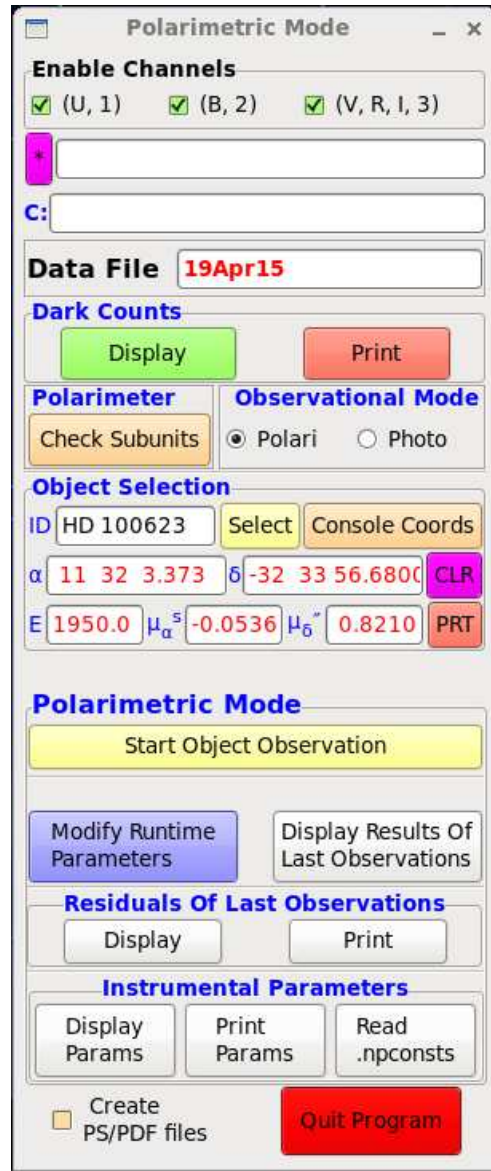 Polarimetric Mode
Enable Channels
(U, 1) (B, 2) (V, R, I, 3)
*
C:
Data File 19Apr15
Dark Counts
Display Print
Polarimeter Observational Mode
Check Subunits Polari Photo
Object Selection
ID HD 100623 Select Console Coords
α 11 32 3.373 δ -32 33 56.6800 CLR
E 1950.0 μαˢ -0.0536 μδ″ 0.8210 PRT
Polarimetric Mode
Start Object Observation
Modify Runtime Display Results Of
Parameters Last Observations
Residuals Of Last Observations
Display Print
Instrumental Parameters
Display Print Read
Params Params .npconsts
Create
PS/PDF files
Quit Program